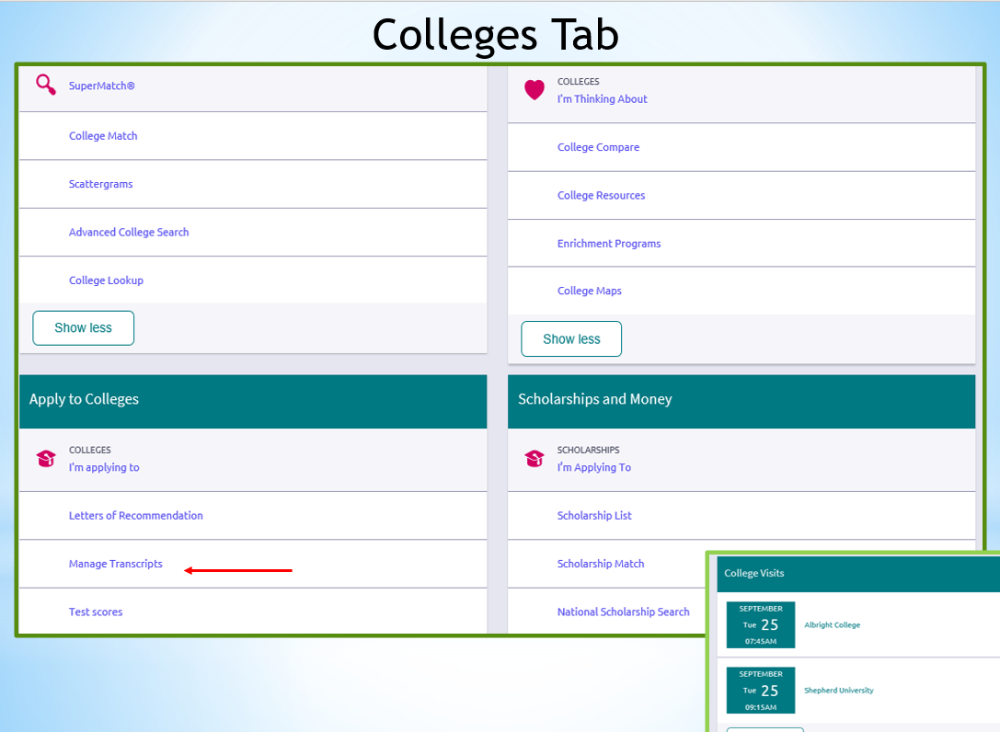 Colleges Tab
SuperMatch®
College Match
Scattergrams
Advanced College Search
College Lookup
Show less
COLLEGES
I'm Thinking About
College Compare
College Resources
Enrichment Programs
College Maps
Show less
Apply to Colleges
COLLEGES
I'm applying to
Letters of Recommendation
Manage Transcripts
Test scores
Scholarships and Money
SCHOLARSHIPS
I'm Applying To
Scholarship List
Scholarship Match
National Scholarship Search
College Visits
SEPTEMBER
Tue 25
07:45AM
Albright College
SEPTEMBER
Tue 25
09:15AM
Shepherd University